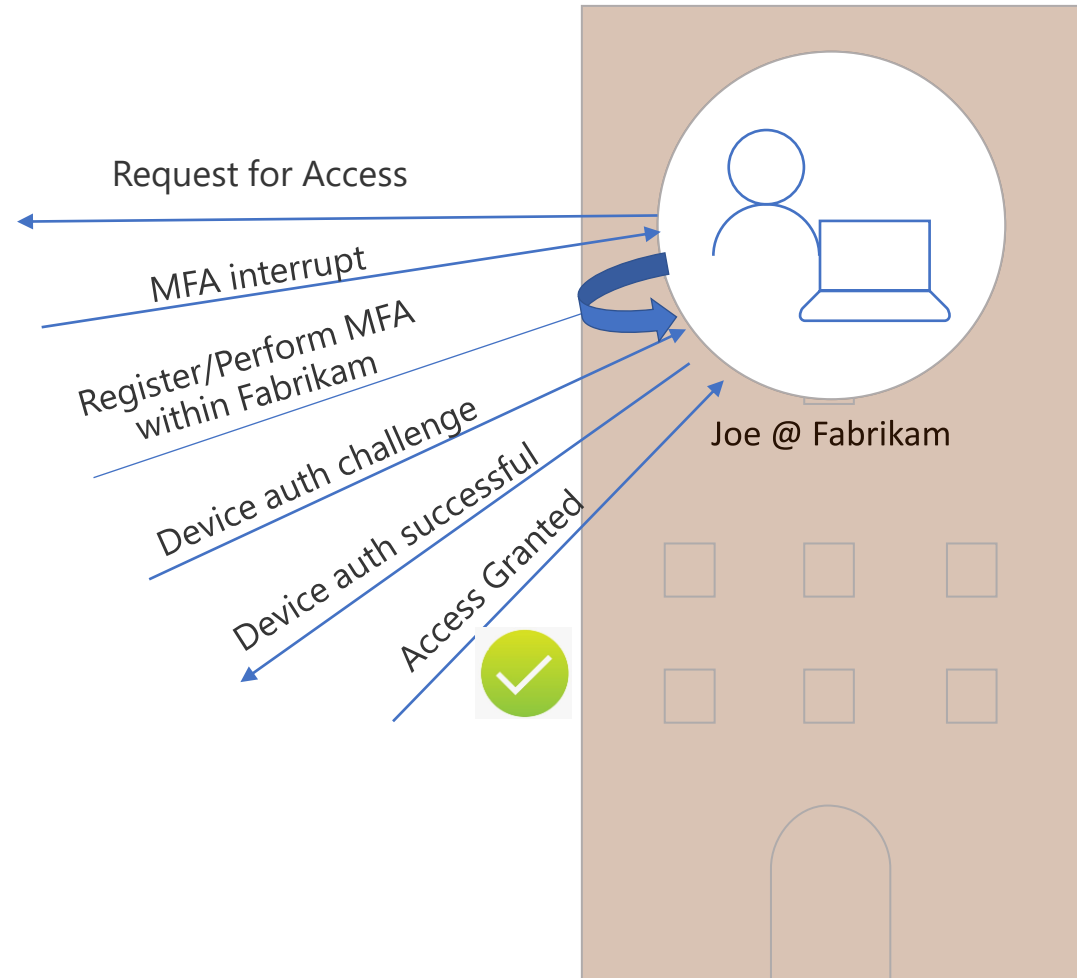 Request for Access
MFA interrupt
Register/Perform MFA
within Fabrikam
Device auth challenge
Device auth successful
Access Granted
Joe @ Fabrikam